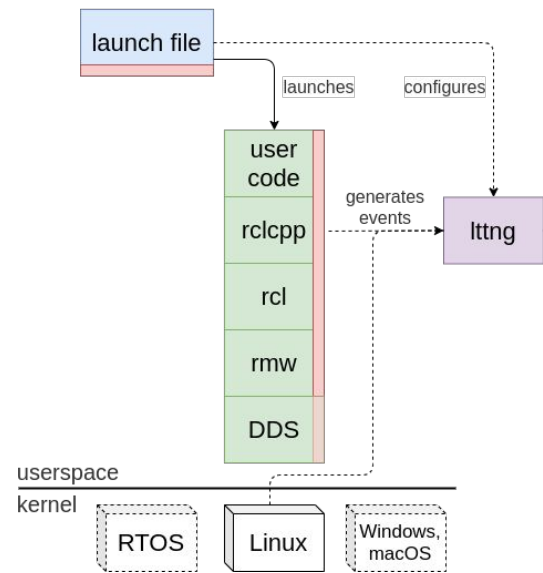 launch file
launches
configures
user
code
generates
events
rclcpp
lttng
rcl
rmw
DDS
userspace
kernel
RTOS
Linux
Windows,
macOS